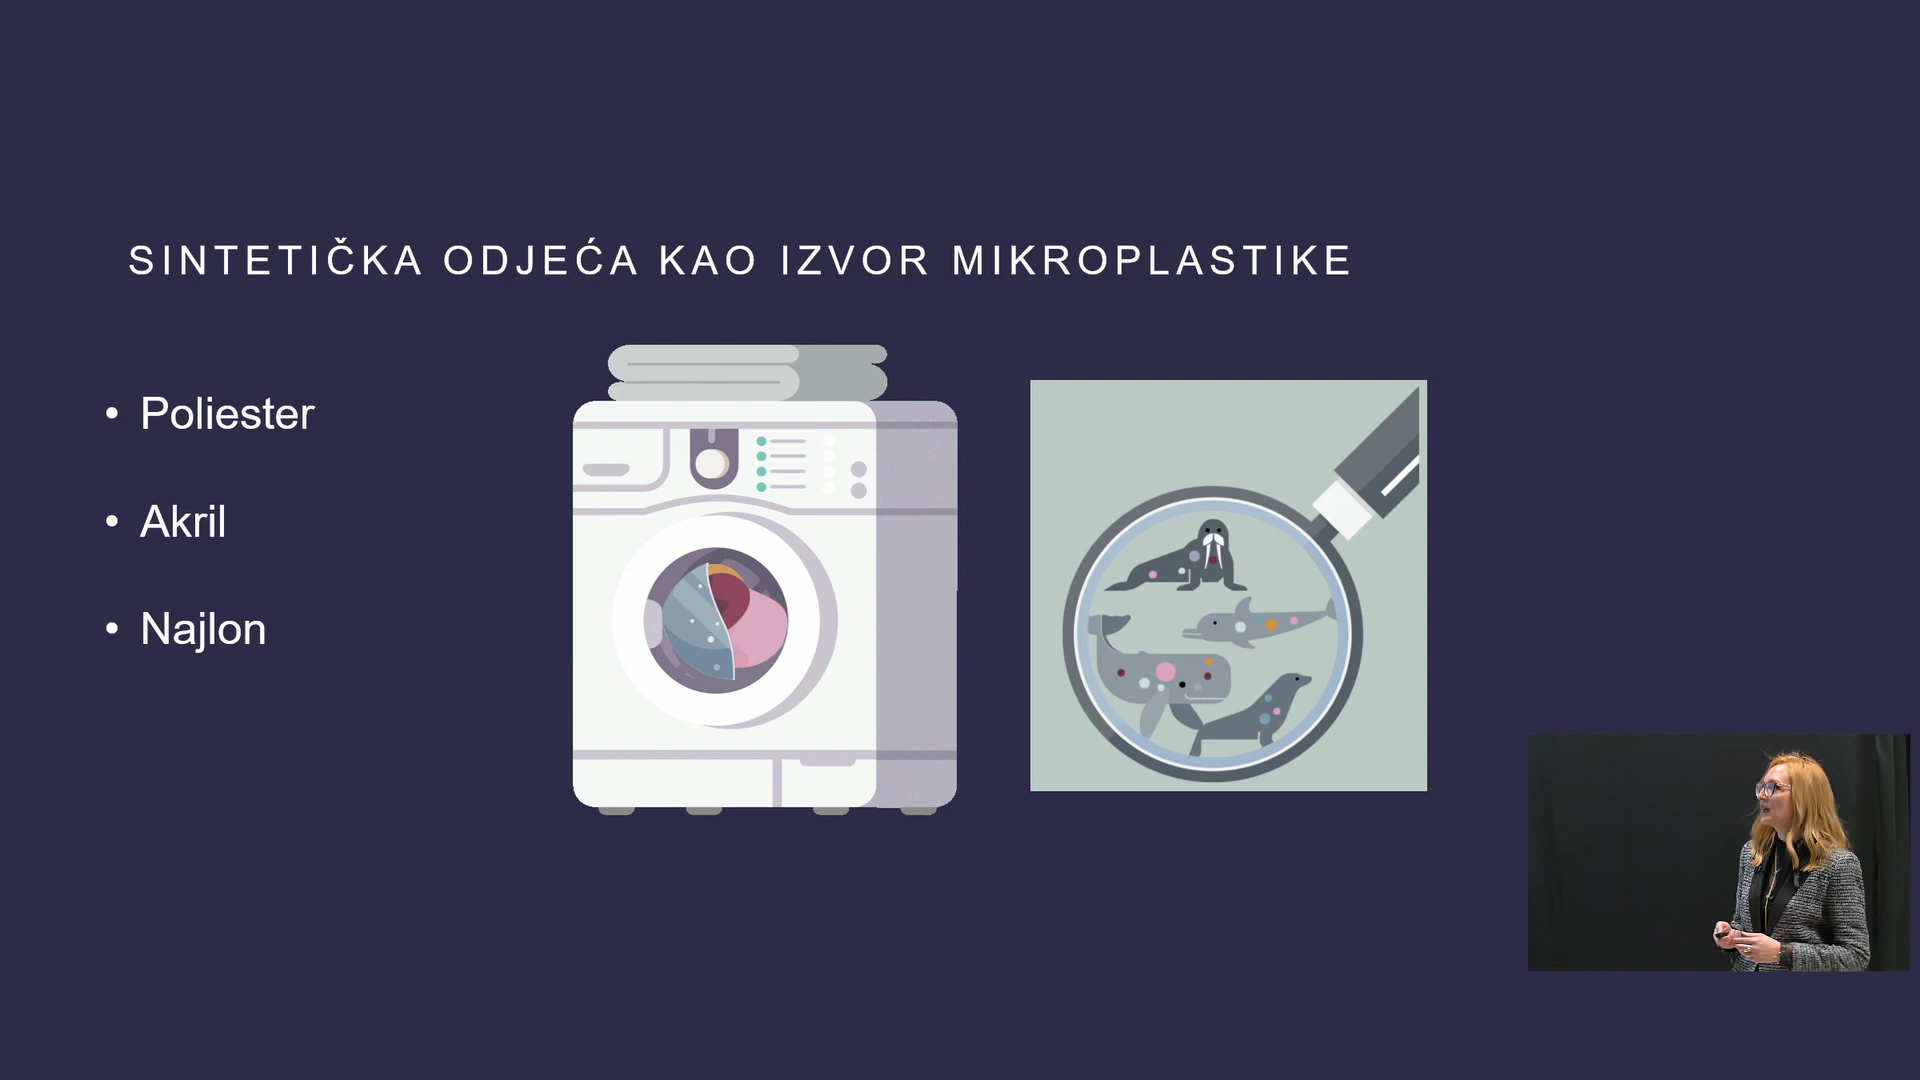 SINTETIČKA ODJEĆA KAO IZVOR MIKROPLASTIKE
• Poliester
• Akril
• Najlon